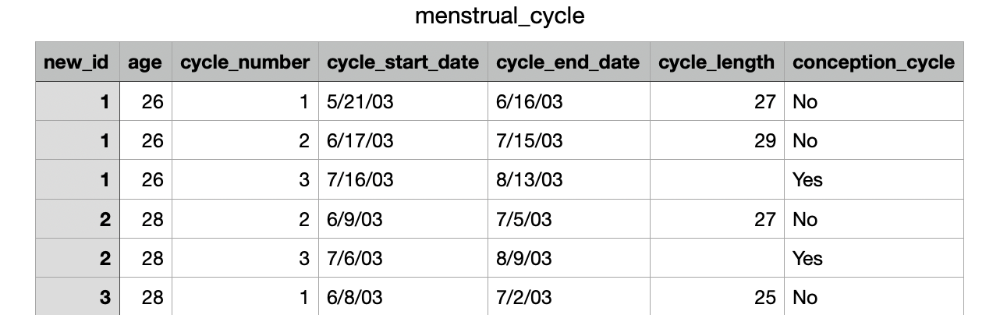 menstrual_cycle
new_id age cycle_number cycle_start_date cycle_end_date cycle_length conception_cycle
1 26 1 5/21/03 6/16/03 27 No
1 26 2 6/17/03 7/15/03 29 No
1 26 3 7/16/03 8/13/03 Yes
2 28 2 6/9/03 7/5/03 27 No
2 28 3 7/6/03 8/9/03 Yes
3 28 1 6/8/03 7/2/03 25 No